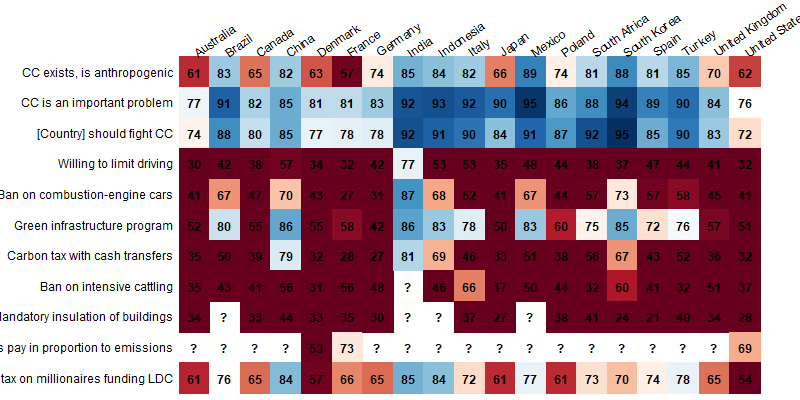 Australia Brazil Canada China Denmark France Germany India Indonesia Italy Japan Mexico Poland South Africa South Korea Spain Turkey United Kingdom United State
CC exists, is anthropogenic 61 83 65 82 63 57 74 85 84 82 66 89 74 81 88 81 85 70 62
CC is an important problem 77 91 82 85 81 81 83 92 93 92 90 95 86 88 94 89 90 84 76
[Country] should fight CC 74 88 80 85 77 78 78 92 91 90 84 91 87 92 95 85 90 83 72
Willing to limit driving 30 42 38 57 34 32 42 77 53 53 35 48 44 38 37 47 44 41 32
Ban on combustion-engine cars 41 67 47 70 43 27 31 87 68 52 41 67 44 57 73 57 58 45 41
Green infrastructure program 52 80 55 86 55 58 42 86 83 78 50 83 60 75 85 72 76 57 51
Carbon tax with cash transfers 35 50 39 79 32 28 27 81 69 46 33 51 38 56 67 43 52 36 32
Ban on intensive cattling 35 43 41 56 31 56 48 ? 46 66 17 50 44 32 60 41 32 51 37
andatory insulation of buildings 34 ? 33 44 33 35 30 ? ? 37 27 ? 38 41 24 21 40 34 28
s pay in proportion to emissions ? ? ? ? 53 73 ? ? ? ? ? ? ? ? ? ? ? ? 69
tax on millionaires funding LDC 61 76 65 84 57 66 65 85 84 72 61 77 61 73 70 74 78 65 54